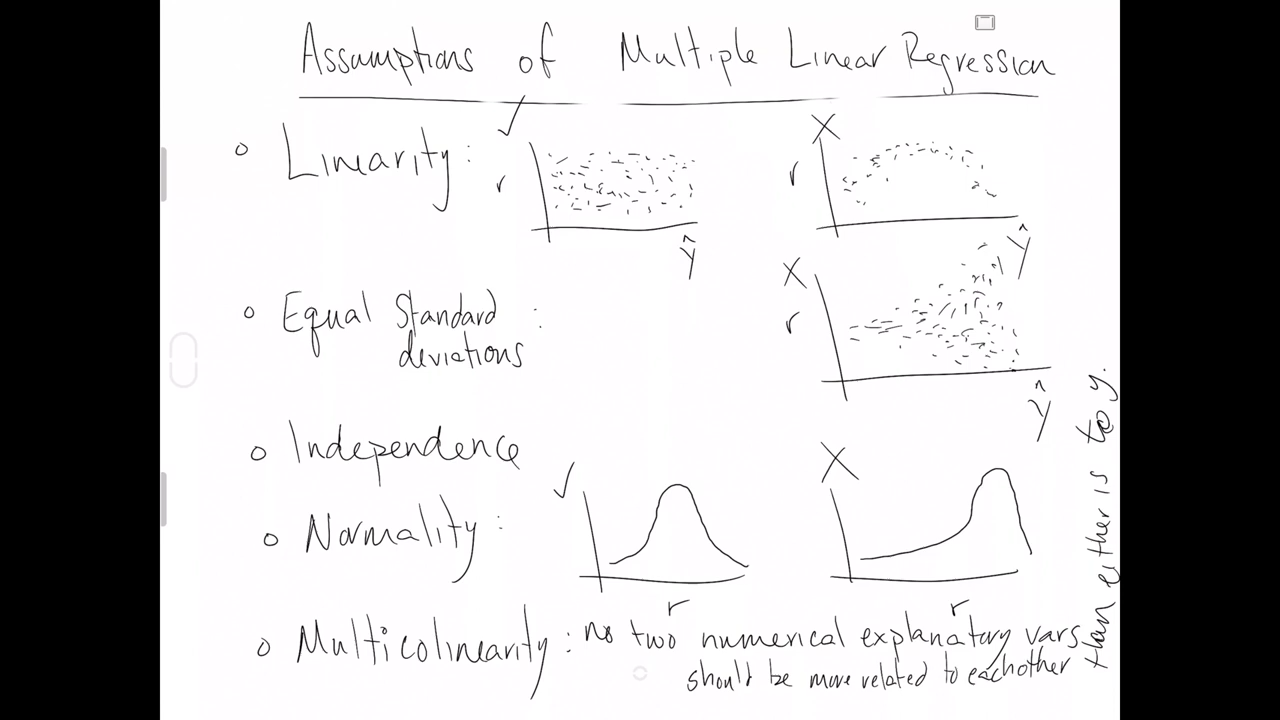 Assumptions of Multiple Linear Regression
✓ X
o Linearity: r r
Ŷ Ŷ
X
o Equal Standard : r
deviations
Ŷ
o Independence
✓ X
o Normality:
r r
o Multicolinearity: no two numerical explanatory vars
should be more related to eachother
than either is to y.